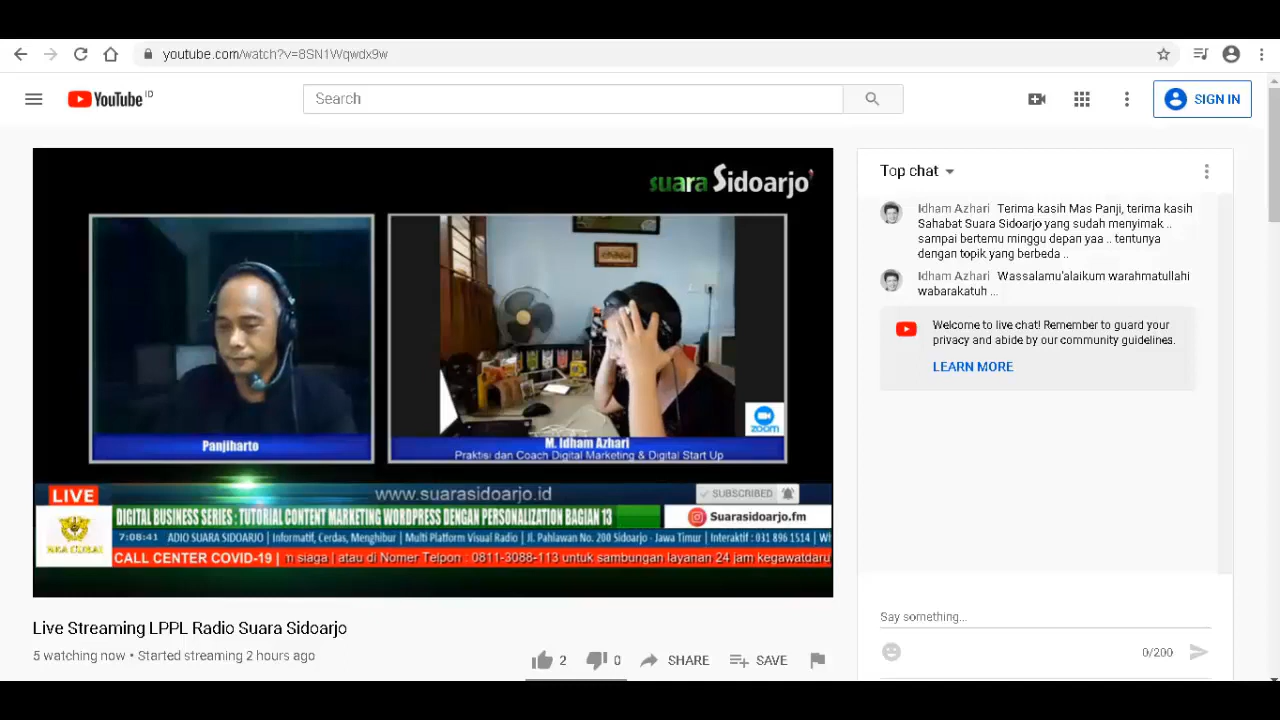 youtube.com/watch?v=8SN1Wqwdx9w
YouTube ID
Search
SIGN IN
suara Sidoarjo
Panjiharto
M. Idham Azhari
Praktisi dan Coach Digital Marketing & Digital Start Up
zoom
LIVE
www.suarasidoarjo.id
SUBSCRIBED
DIGITAL BUSINESS SERIES : TUTORIAL CONTENT MARKETING WORDPRESS DENGAN PERSONALIZATION BAGIAN 13
Suarasidoarjo.fm
7:08:41 ADIO SUARA SIDOARJO | Informatif, Cerdas, Menghibur | Multi Platform Visual Radio | Jl. Pahlawan No. 200 Sidoarjo - Jawa Timur | Interaktif : 031 896 1514 | W
CALL CENTER COVID-19 | m siaga I atau di Nomer Telpon : 0811-3088-113 untuk sambungan layanan 24 jam kegawatdaru
Live Streaming LPPL Radio Suara Sidoarjo
5 watching now • Started streaming 2 hours ago
2
0
SHARE
SAVE
Top chat
Idham Azhari Terima kasih Mas Panji, terima kasih
Sahabat Suara Sidoarjo yang sudah menyimak ..
sampai bertemu minggu depan yaa .. tentunya
dengan topik yang berbeda ..
Idham Azhari Wassalamu'alaikum warahmatullahi
wabarakatuh ...
Welcome to live chat! Remember to guard your
privacy and abide by our community guidelines.
LEARN MORE
Say something...
0/200